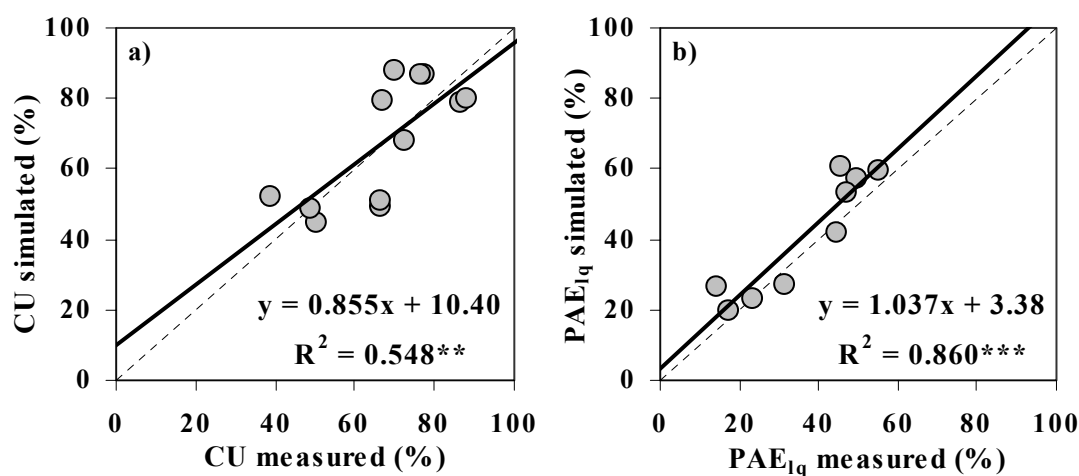 a)
100
80
60
40
20
0
CU simulated (%)
y = 0.855x + 10.40
R² = 0.548**
0 20 40 60 80 100
CU measured (%)
b)
100
80
60
40
20
0
PAE₁q simulated (%)
y = 1.037x + 3.38
R² = 0.860***
0 20 40 60 80 100
PAE₁q measured (%)